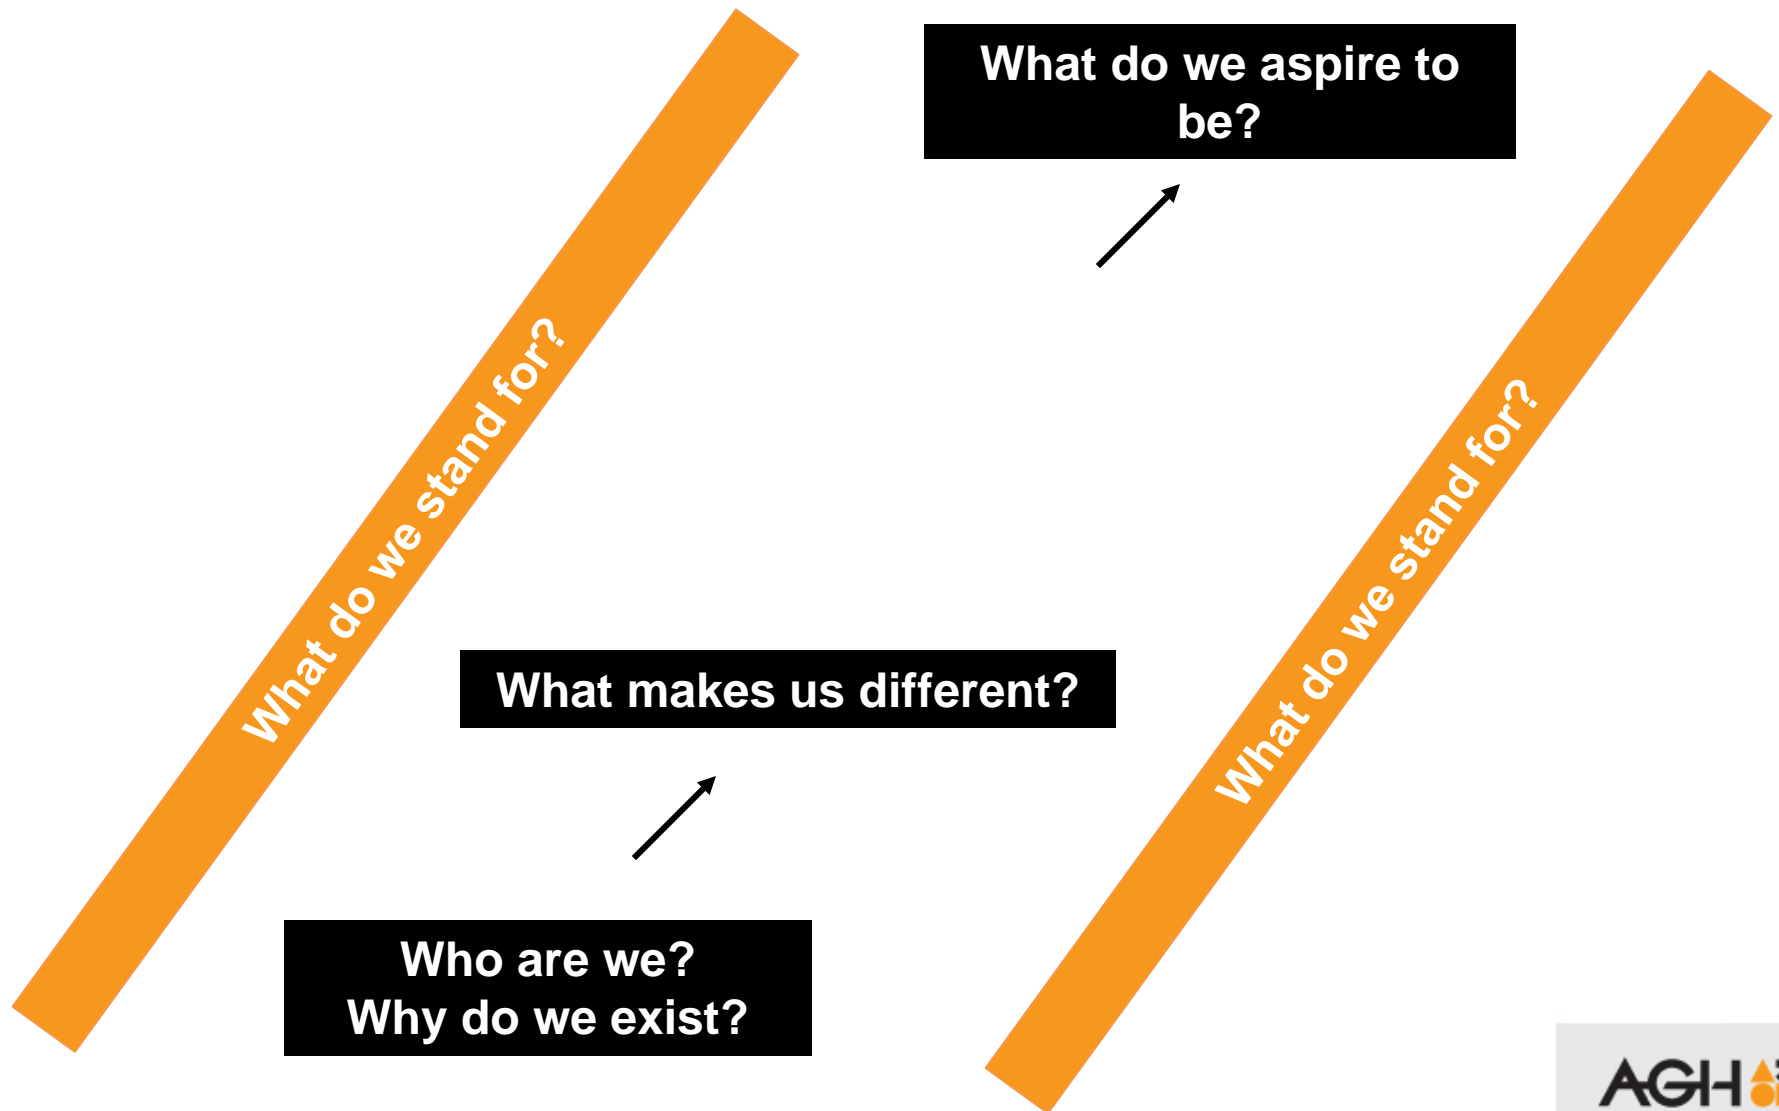 What do we aspire to
be?
What do we stand for?
What do we stand for?
What makes us different?
Who are we?
Why do we exist?
AGH